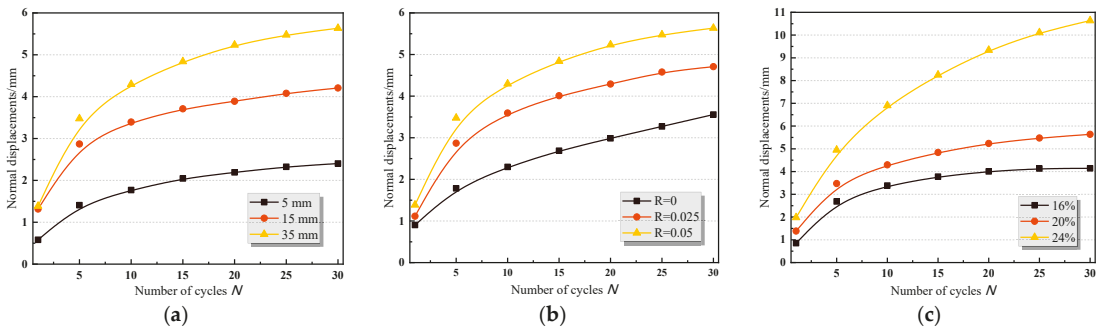 Normal displacements/mm
6
5
4
3
2
1
0
5 mm
15 mm
35 mm
5 10 15 20 25 30
Number of cycles N
(a)
Normal displacements/mm
6
5
4
3
2
1
0
R=0
R=0.025
R=0.05
5 10 15 20 25 30
Number of cycles N
(b)
Normal displacements/mm
11
10
9
8
7
6
5
4
3
2
1
0
16%
20%
24%
5 10 15 20 25 30
Number of cycles N
(c)